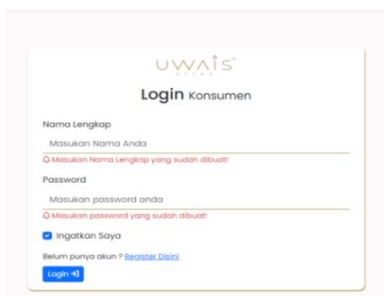 UWAIS
Login Konsumen
Nama Lengkap
Masukan Nama Anda
Masukan Nama Lengkap yang sudah dibuat!
Password
Masukan password anda
Masukan password yang sudah dibuat!
Ingatkan Saya
Belum punya akun ? Register Disini
Login